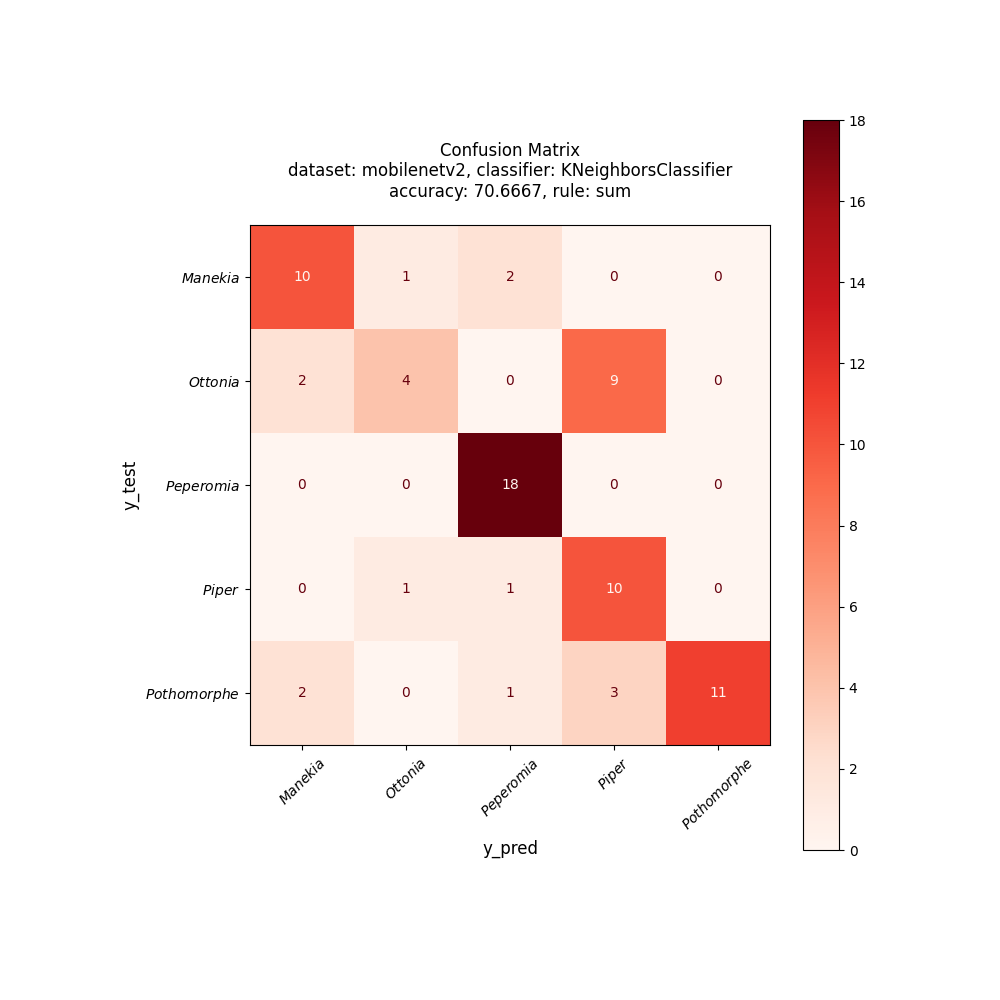 Confusion Matrix
dataset: mobilenetv2, classifier: KNeighborsClassifier
accuracy: 70.6667, rule: sum
y_test
Manekia 10 1 2 0 0
Ottonia 2 4 0 9 0
Peperomia 0 0 18 0 0
Piper 0 1 1 10 0
Pothomorphe 2 0 1 3 11
Manekia Ottonia Peperomia Piper Pothomorphe
y_pred
18
16
14
12
10
8
6
4
2
0